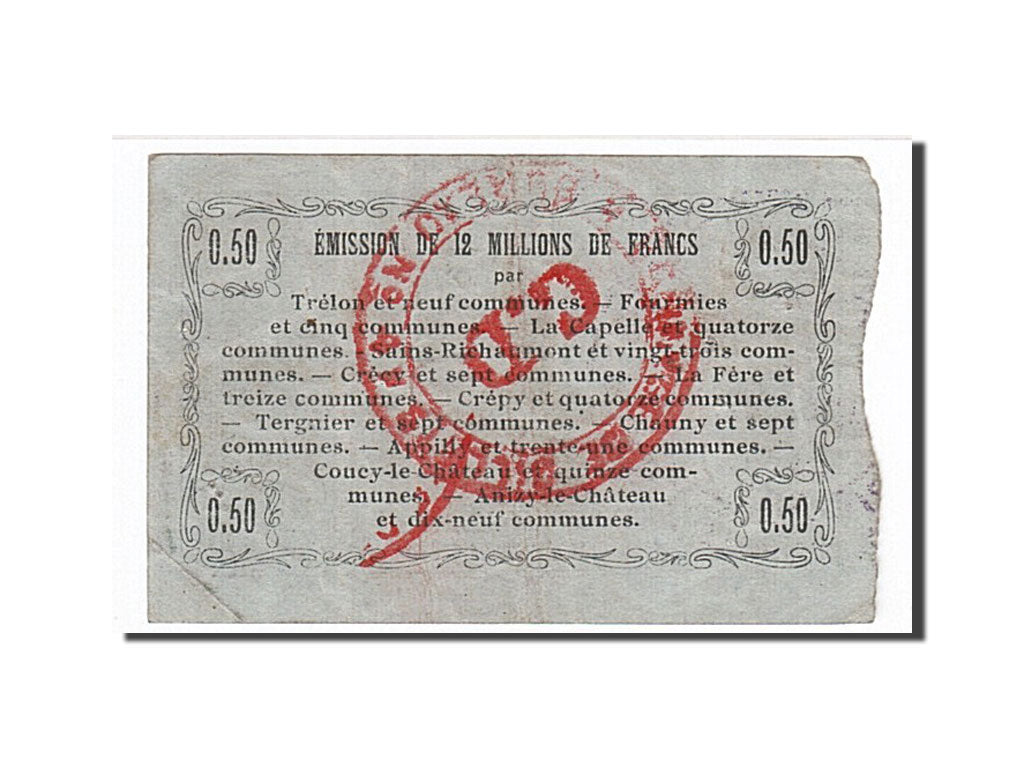 0.50 ÉMISSION DE 12 MILLIONS DE FRANCS 0.50
par
Trélon et neuf communes. — Fourmies
et cinq communes. — La Capelle et quatorze
communes. - Sains-Richaumont et vingt-trois com-
munes. — Crécy et sept communes. — La Fère et
treize communes. — Crépy et quatorze communes.
— Tergnier et sept communes. — Chauny et sept
communes. — Appilly et trente-une communes. —
Coucy-le-Château et quinze com-
munes. — Anizy-le-Château
0.50 et dix-neuf communes. 0.50